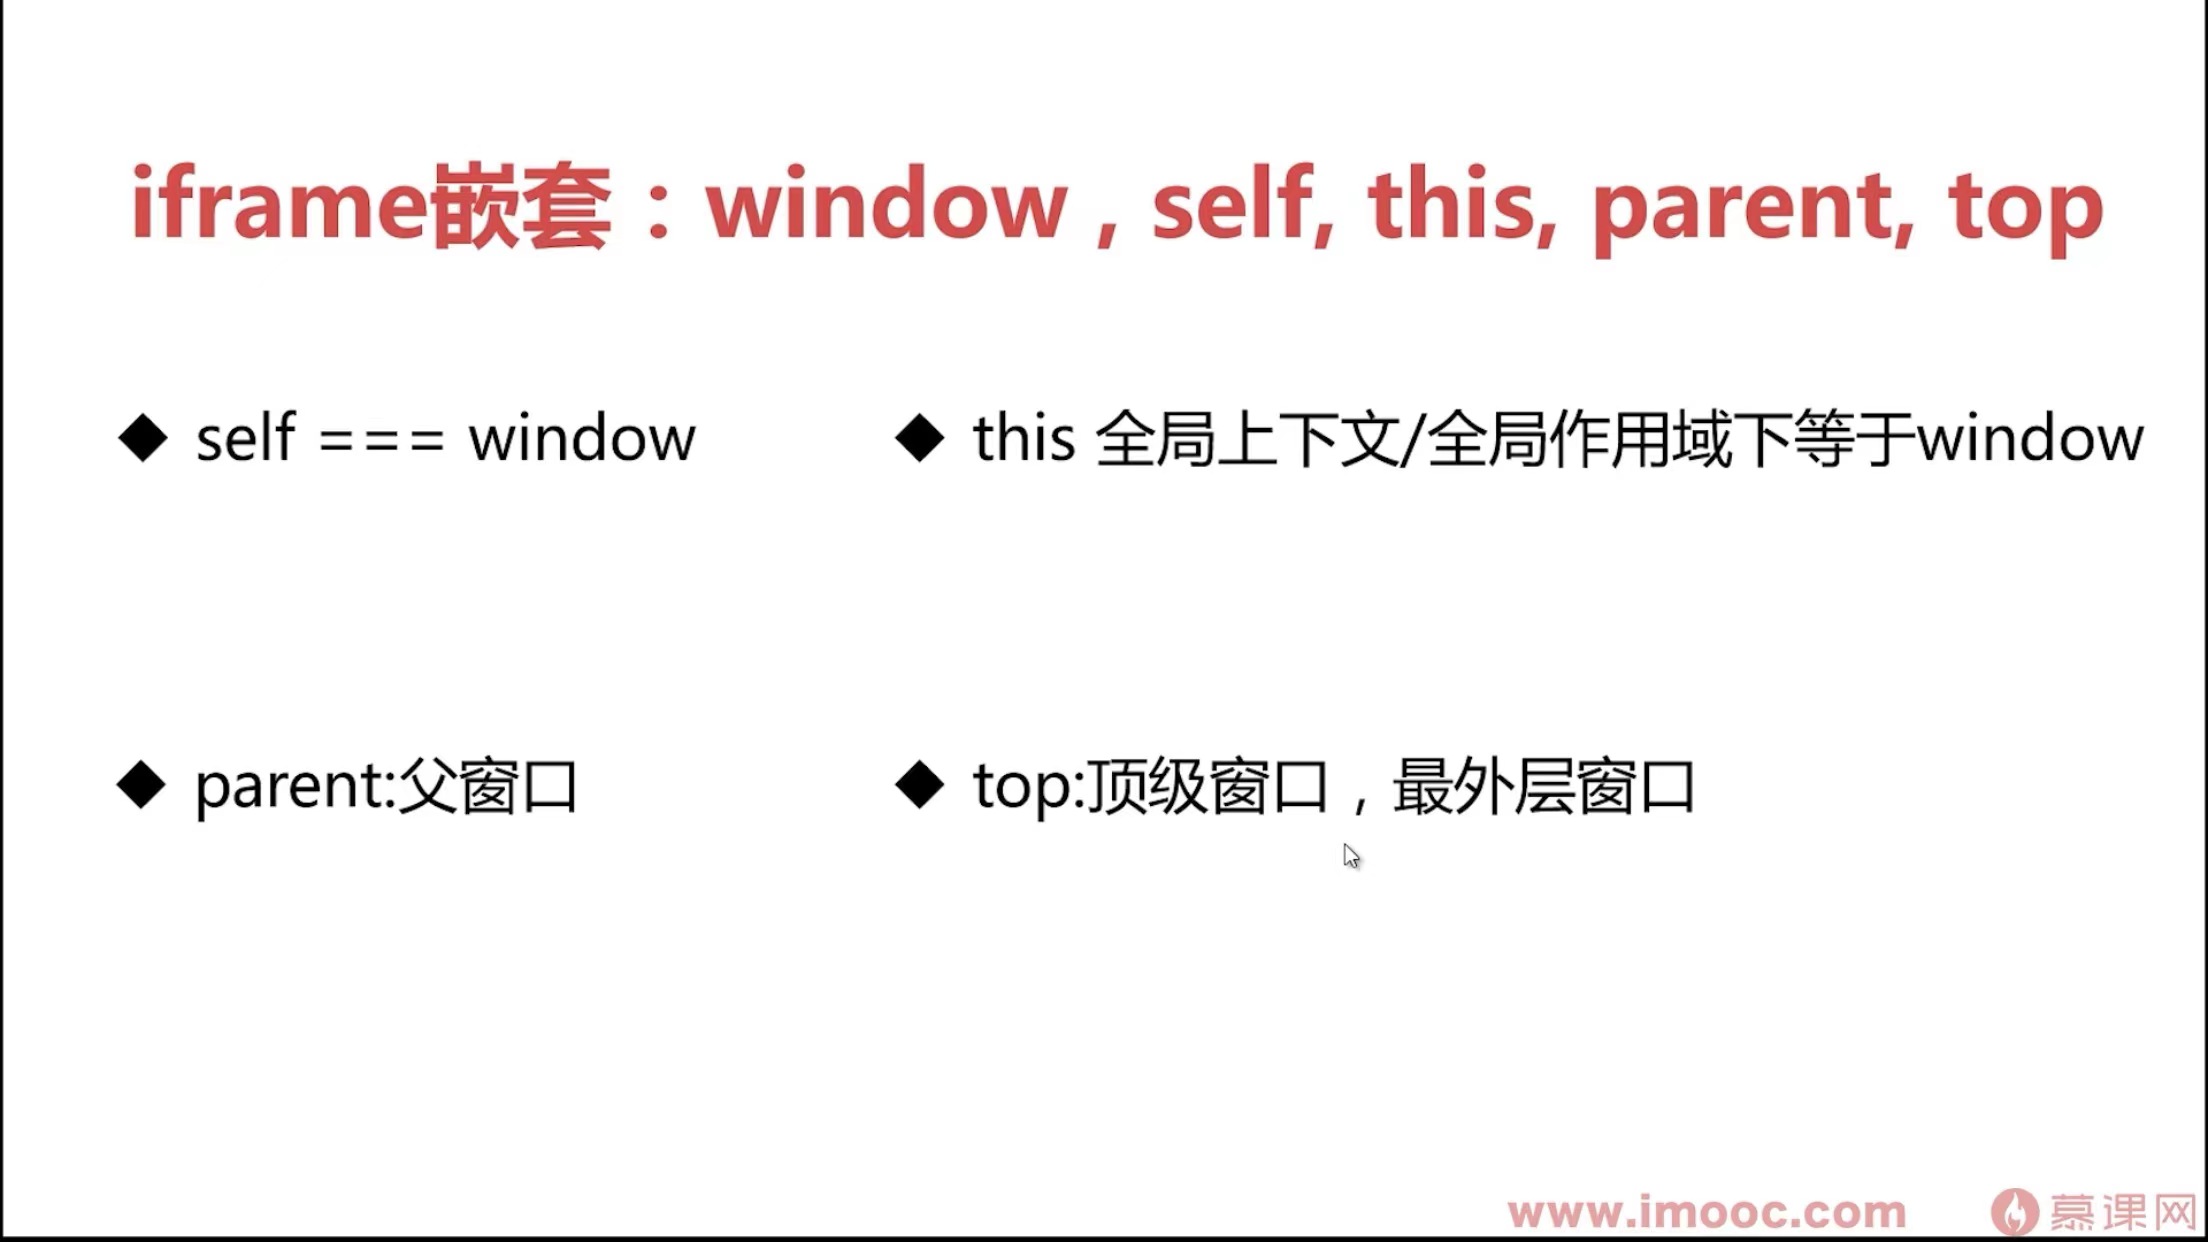 iframe嵌套：window , self, this, parent, top
◆ self === window
◆ this 全局上下文/全局作用域下等于window
◆ parent:父窗口
◆ top:顶级窗口，最外层窗口
www.imooc.com 慕课网